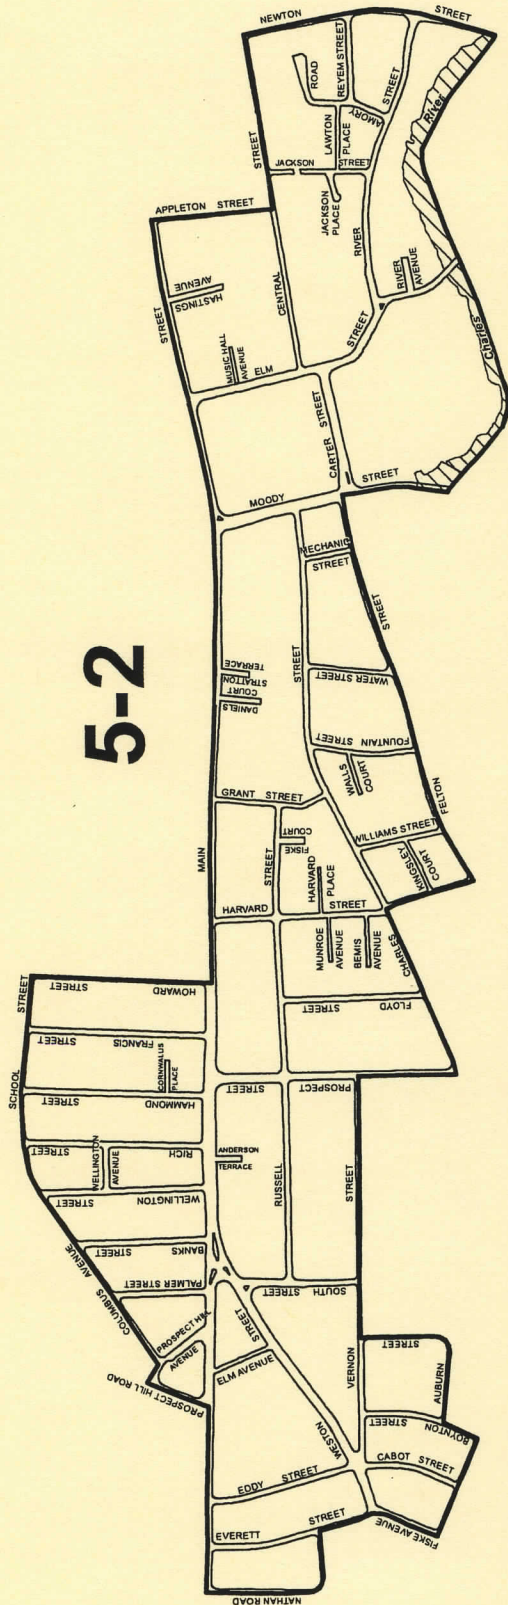 5-2
NEWTON STREET
APPLETON STREET
STREET
ROAD
REYEM STREET
LAWTON PLACE
AMORY STREET
JACKSON STREET
JACKSON PLACE
RIVER STREET
RIVER AVENUE
Charles River
CENTRAL
HASTINGS AVENUE
MUSIC HALL AVENUE
ELM
STREET
CARTER STREET
MOODY STREET
MECHANIC STREET
STREET
WATER STREET
FOUNTAIN STREET
WALLS COURT
WILLIAMS STREET
KINGSLEY COURT
FELTON
STRATTON TERRACE
DANIELS COURT
GRANT STREET
STREET
FISKE COURT
HARVARD PLACE
HARVARD STREET
MAIN
MUNROE AVENUE
BEMIS AVENUE
CHARLES
FLOYD STREET
STREET
HOWARD STREET
FRANCIS STREET
CORNWALLIS PLACE
HAMMOND STREET
SCHOOL STREET
RICH STREET
WELLINGTON AVENUE
WELLINGTON STREET
BANKS STREET
PALMER STREET
COLUMBUS AVENUE
PROSPECT HILL AVENUE
PROSPECT HILL ROAD
ANDERSON TERRACE
PROSPECT STREET
RUSSELL
STREET
SOUTH STREET
VERNON
ELM AVENUE
WESTON STREET
EDDY STREET
EVERETT STREET
NATHAN ROAD
FISKE AVENUE
CABOT STREET
BOYNTON STREET
AUBURN STREET